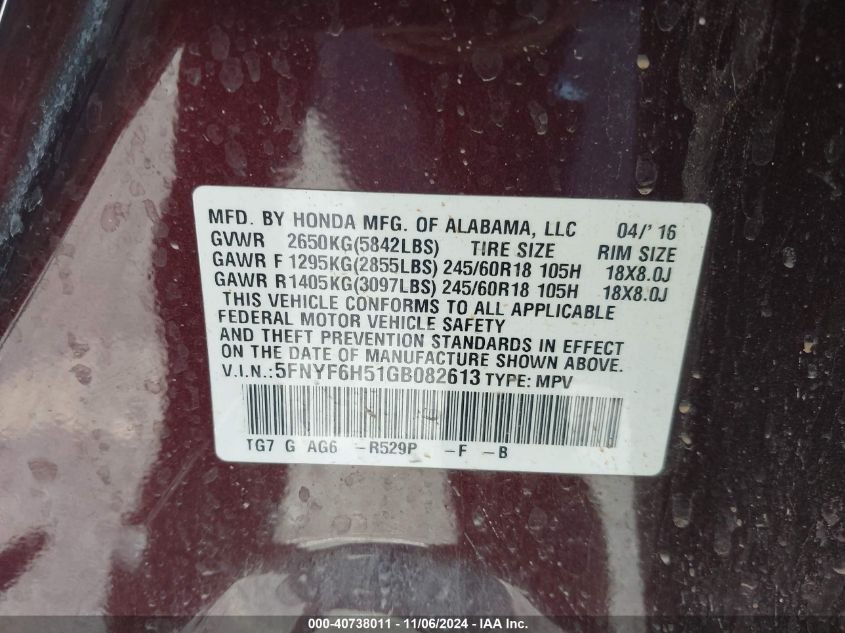 MFD. BY HONDA MFG. OF ALABAMA, LLC 04/'16
GVWR 2650KG(5842LBS) TIRE SIZE RIM SIZE
GAWR F 1295KG(2855LBS) 245/60R18 105H 18X8.0J
GAWR R1405KG(3097LBS) 245/60R18 105H 18X8.0J
THIS VEHICLE CONFORMS TO ALL APPLICABLE
FEDERAL MOTOR VEHICLE SAFETY
AND THEFT PREVENTION STANDARDS IN EFFECT
ON THE DATE OF MANUFACTURE SHOWN ABOVE.
V.I.N.: 5FNYF6H51GB082613 TYPE: MPV
TG7 G AG6 -R529P -F -B
000-40738011 - 11/06/2024 - IAA Inc.